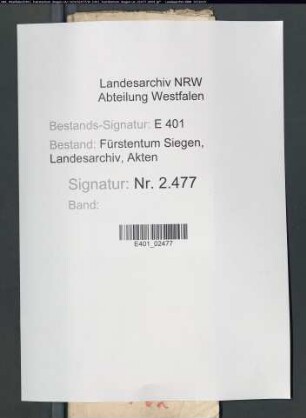 Landesarchiv NRW
Abteilung Westfalen
Bestands-Signatur: E 401
Bestand: Fürstentum Siegen,
Landesarchiv, Akten
Signatur: Nr. 2.477
Band:
E401_02477